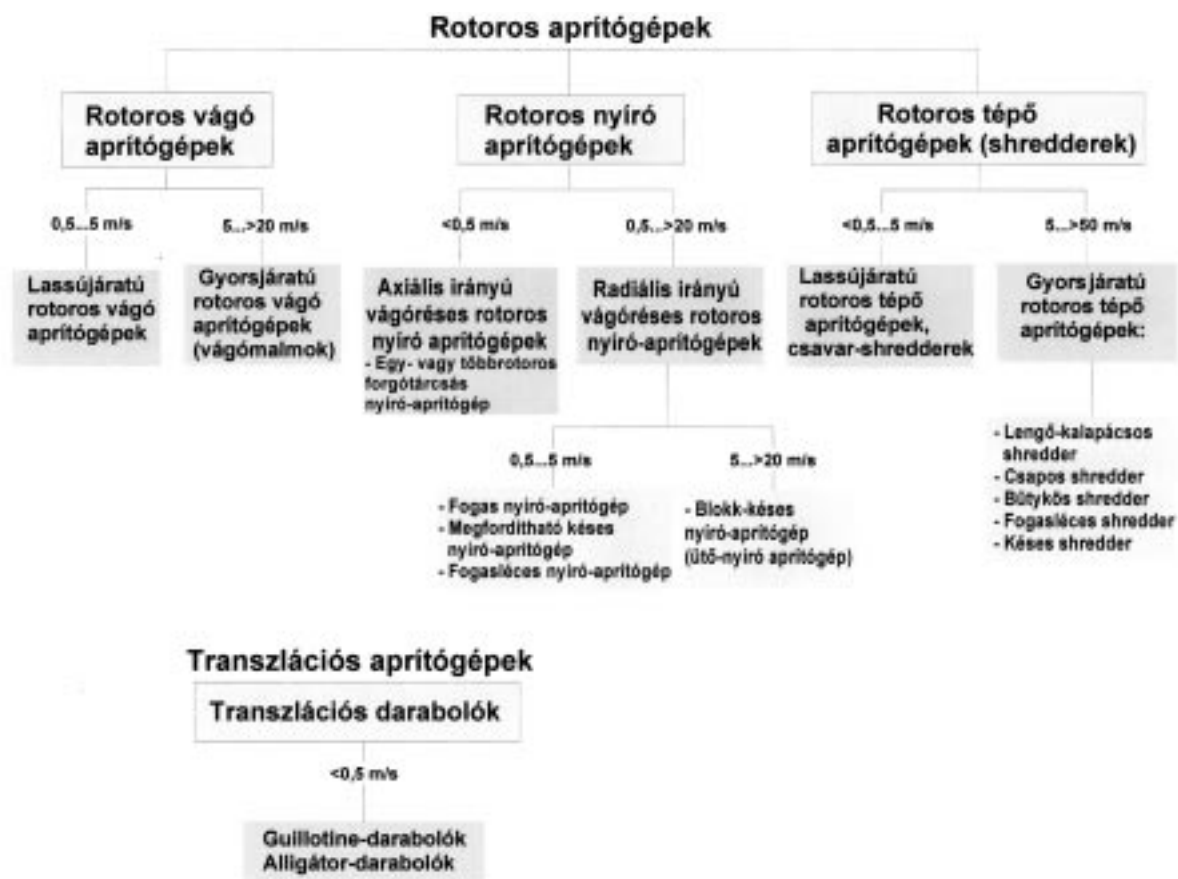 Rotoros aprítógépek
Rotoros vágó
aprítógépek
Rotoros nyíró
aprítógépek
Rotoros tépő
aprítógépek (shredderek)
0,5...5 m/s
5...>20 m/s
<0,5 m/s
0,5...>20 m/s
<0,5...5 m/s
5...>50 m/s
Lassújáratú
rotoros vágó
aprítógépek
Gyorsjáratú
rotoros vágó
aprítógépek
(vágómalmok)
Axiális irányú
vágóréses rotoros
nyíró aprítógépek
- Egy- vagy többrotoros
forgótárcsás
nyíró-aprítógép
Radiális irányú
vágóréses rotoros
nyíró-aprítógépek
Lassújáratú
rotoros tépő
aprítógépek,
csavar-shredderek
Gyorsjáratú
rotoros tépő
aprítógépek:
0,5...5 m/s
5...>20 m/s
- Fogas nyíró-aprítógép
- Megfordítható késes
nyíró-aprítógép
- Fogasléces nyíró-aprítógép
- Blokk-késes
nyíró-aprítógép
(ütő-nyíró aprítógép)
- Lengő-kalapácsos
shredder
- Csapos shredder
- Bütykös shredder
- Fogasléces shredder
- Késes shredder
Transzlációs aprítógépek
Transzlációs darabolók
<0,5 m/s
Guillotine-darabolók
Alligátor-darabolók